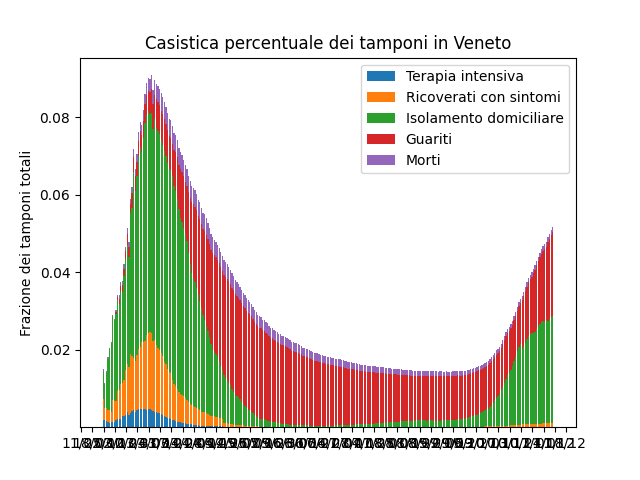 Casistica percentuale dei tamponi in Veneto
Terapia intensiva
Ricoverati con sintomi
Isolamento domiciliare
Guariti
Morti
Frazione dei tamponi totali
0.08
0.06
0.04
0.02